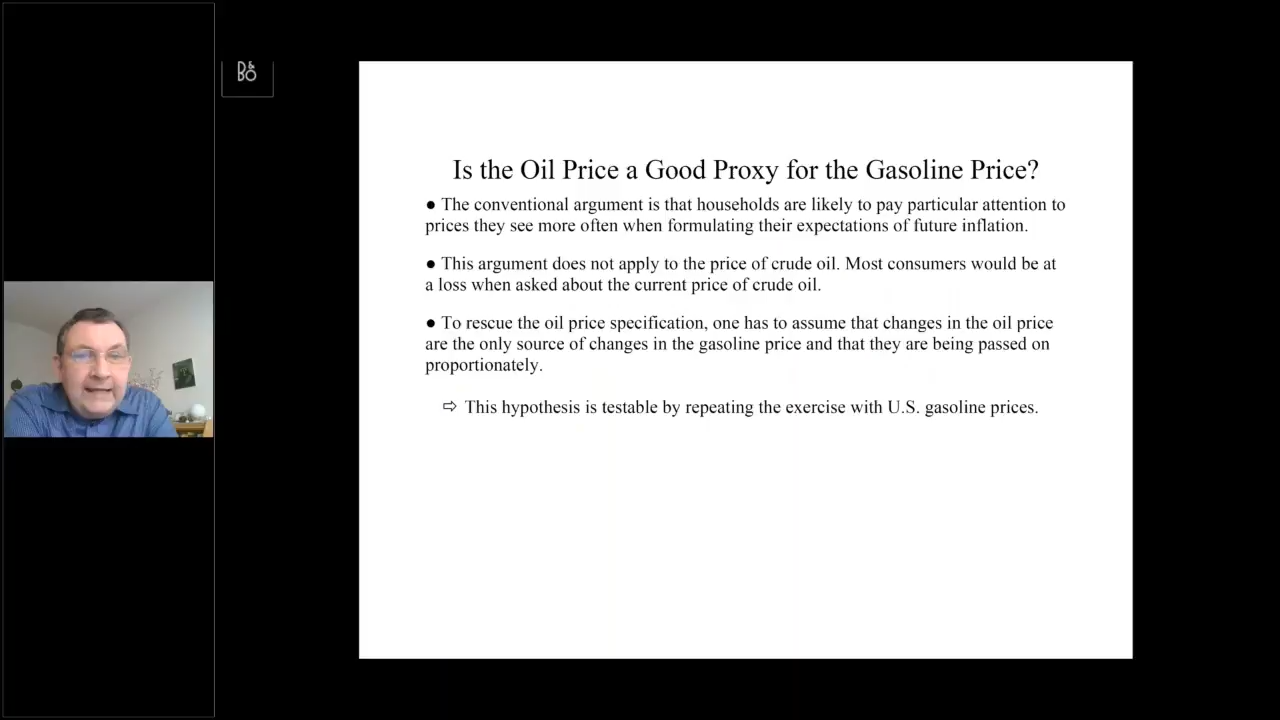 D&
BO
Is the Oil Price a Good Proxy for the Gasoline Price?
● The conventional argument is that households are likely to pay particular attention to
prices they see more often when formulating their expectations of future inflation.
● This argument does not apply to the price of crude oil. Most consumers would be at
a loss when asked about the current price of crude oil.
● To rescue the oil price specification, one has to assume that changes in the oil price
are the only source of changes in the gasoline price and that they are being passed on
proportionately.
⇨ This hypothesis is testable by repeating the exercise with U.S. gasoline prices.